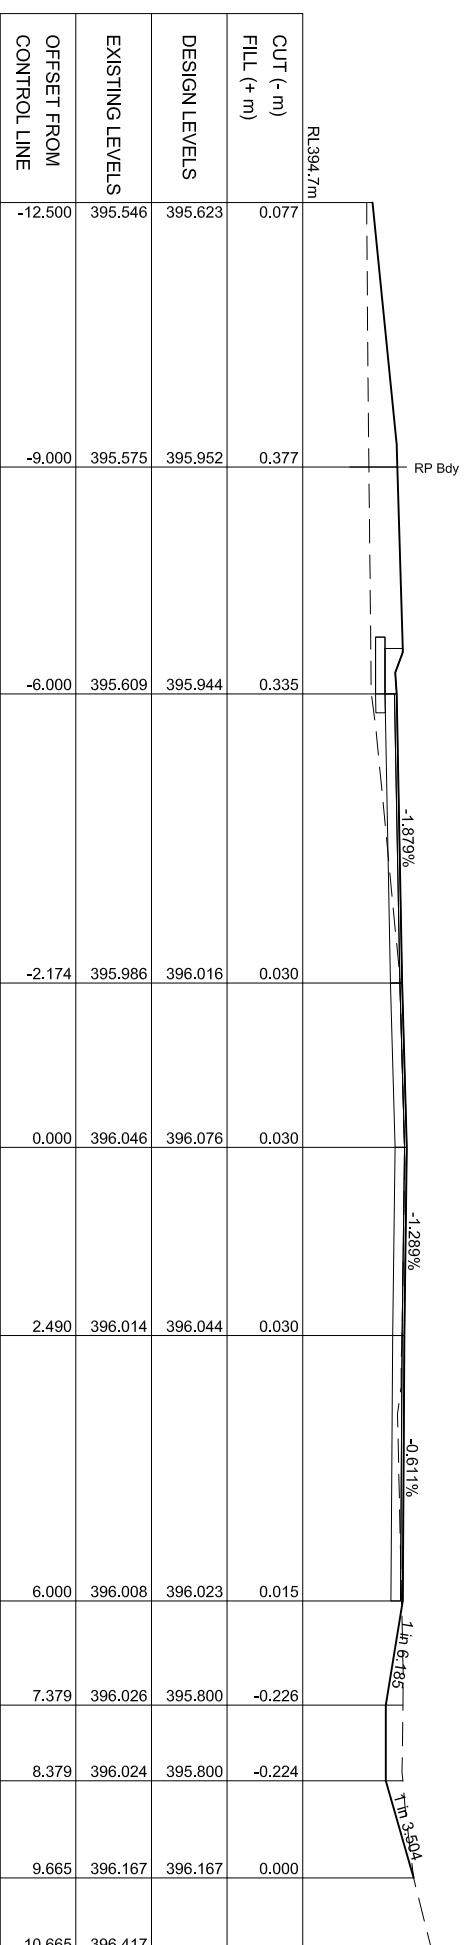 CUT (- m)
FILL (+ m)
DESIGN LEVELS
EXISTING LEVELS
OFFSET FROM
CONTROL LINE
RL394.7m
-12.500 395.546 395.623 0.077
-9.000 395.575 395.952 0.377
RP Bdy
-6.000 395.609 395.944 0.335
-1.879%
-2.174 395.986 396.016 0.030
0.000 396.046 396.076 0.030
-1.289%
2.490 396.014 396.044 0.030
-0.611%
6.000 396.008 396.023 0.015
1 in 6.185
7.379 396.026 395.800 -0.226
8.379 396.024 395.800 -0.224
1 in 3.504
9.665 396.167 396.167 0.000
10.665 396.417